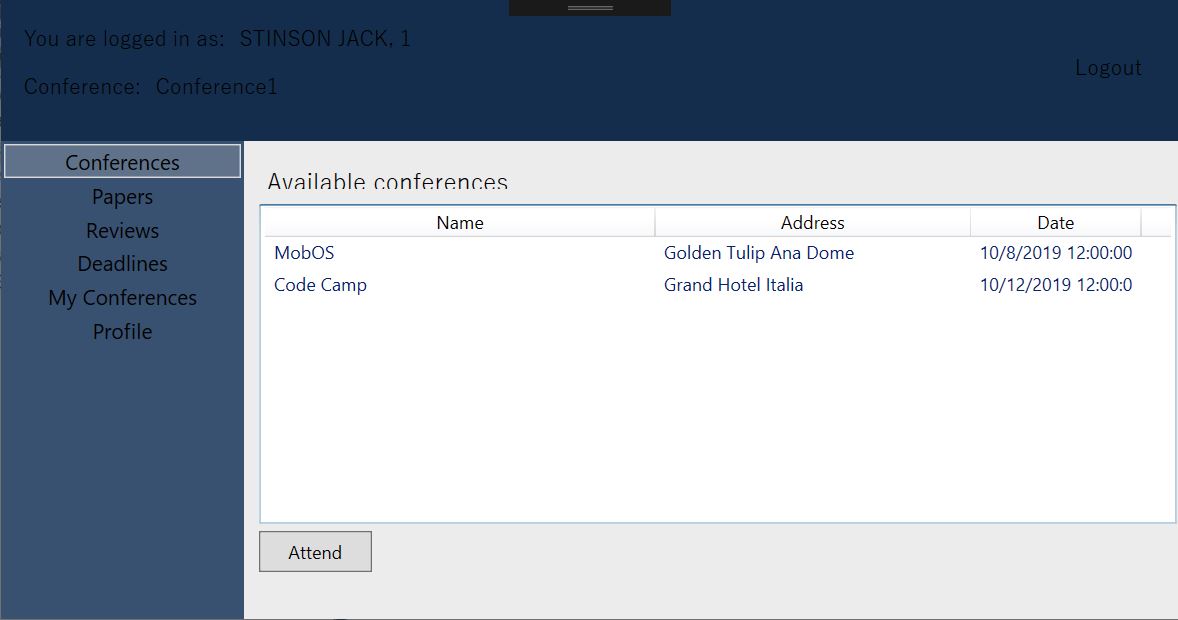 You are logged in as: STINSON JACK, 1
Conference: Conference1
Logout
Conferences
Papers
Reviews
Deadlines
My Conferences
Profile
Available conferences
Name Address Date
MobOS Golden Tulip Ana Dome 10/8/2019 12:00:00
Code Camp Grand Hotel Italia 10/12/2019 12:00:0
Attend